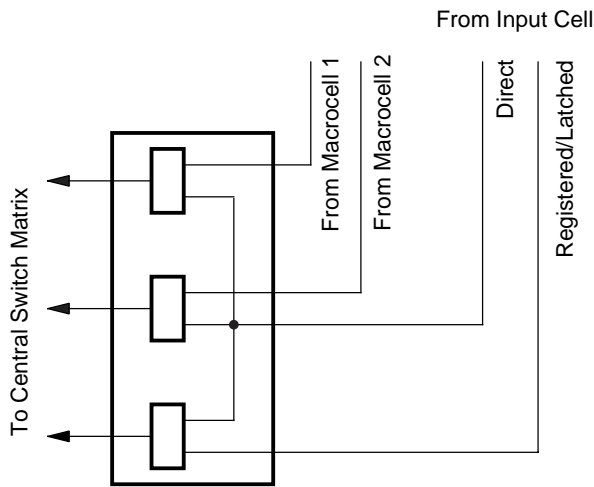 From Input Cell
From Macrocell 1
From Macrocell 2
Direct
Registered/Latched
To Central Switch Matrix